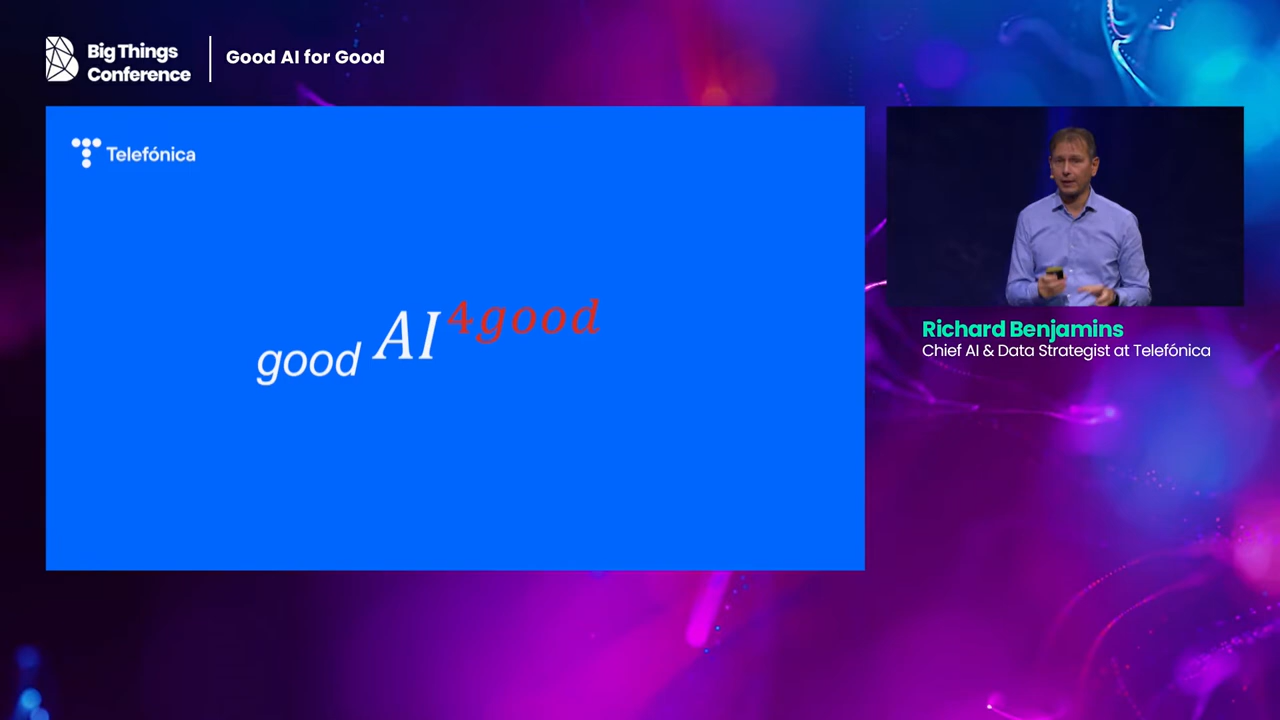 Big Things
Conference
Good AI for Good
Telefónica
good AI 4good
Richard Benjamins
Chief AI & Data Strategist at Telefónica